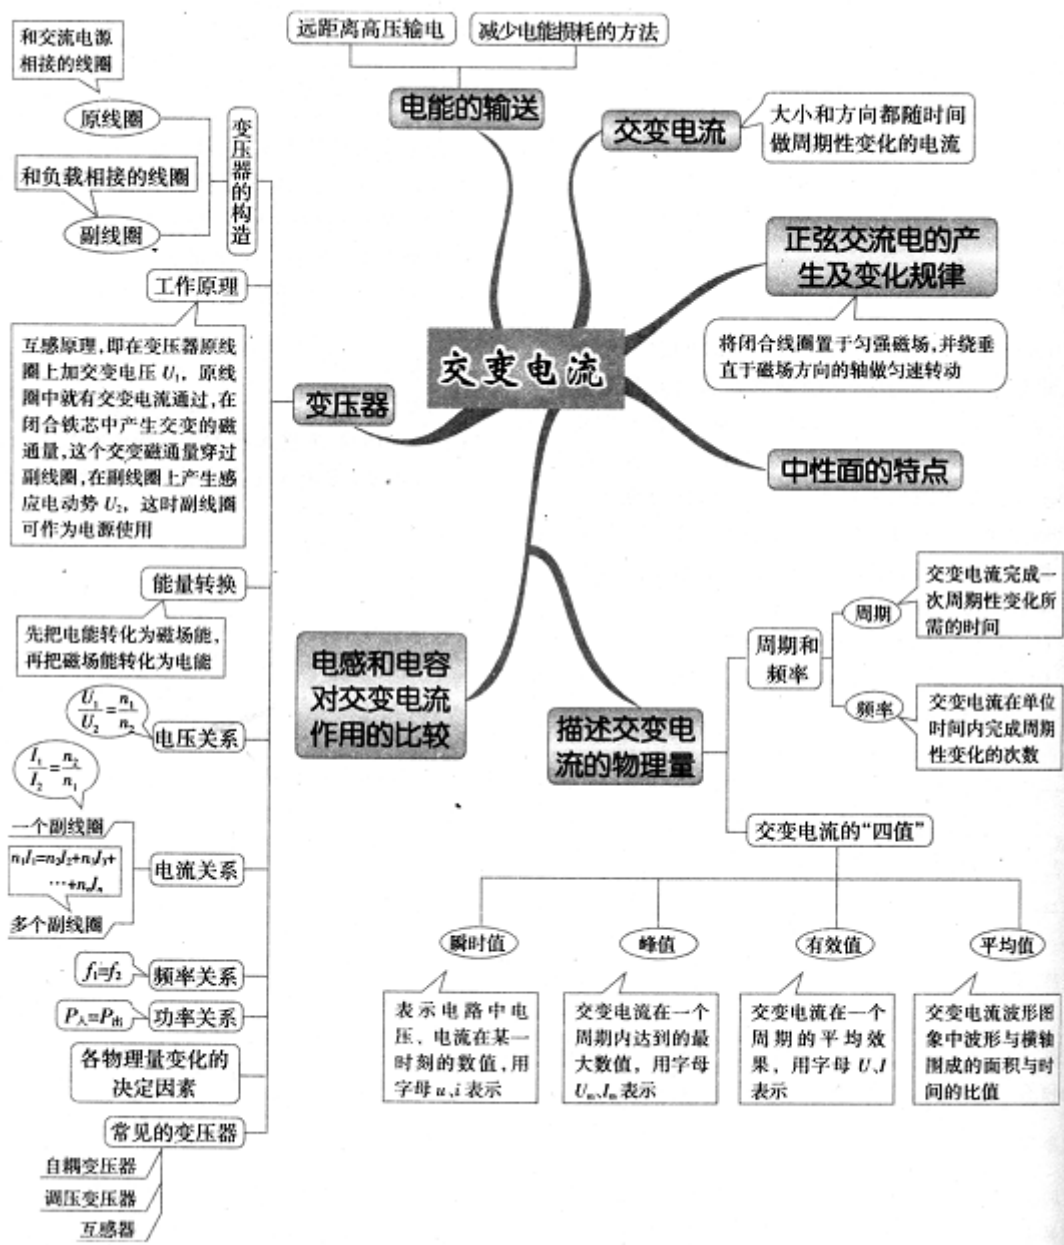 远距离高压输电
减少电能损耗的方法
电能的输送
交变电流
大小和方向都随时间
做周期性变化的电流
正弦交流电的产
生及变化规律
将闭合线圈置于匀强磁场,并绕垂
直于磁场方向的轴做匀速转动
交变电流
中性面的特点
变压器
和交流电源
相接的线圈
原线圈
和负载相接的线圈
副线圈
变压器的构造
工作原理
互感原理,即在变压器原线
圈上加交变电压 U₁, 原线
圈中就有交变电流通过,在
闭合铁芯中产生交变的磁
通量,这个交变磁通量穿过
副线圈,在副线圈上产生感
应电动势 U₂, 这时副线圈
可作为电源使用
能量转换
先把电能转化为磁场能,
再把磁场能转化为电能
U₁/U₂=n₁/n₂
电压关系
I₁/I₂=n₂/n₁
一个副线圈
n₁I₁=n₂I₂+n₃I₃+
…+nₙIₙ
多个副线圈
电流关系
f₁=f₂
频率关系
P入=P出
功率关系
各物理量变化的
决定因素
常见的变压器
自耦变压器
调压变压器
互感器
电感和电容
对交变电流
作用的比较
描述交变电
流的物理量
周期和
频率
周期
交变电流完成一
次周期性变化所
需的时间
频率
交变电流在单位
时间内完成周期
性变化的次数
交变电流的“四值”
瞬时值
表示电路中电
压、电流在某一
时刻的数值,用
字母 u、i 表示
峰值
交变电流在一个
周期内达到的最
大数值, 用字母
Uₘ、Iₘ 表示
有效值
交变电流在一个
周期的平均效
果, 用字母 U、I
表示
平均值
交变电流波形图
象中波形与横轴
围成的面积与时
间的比值